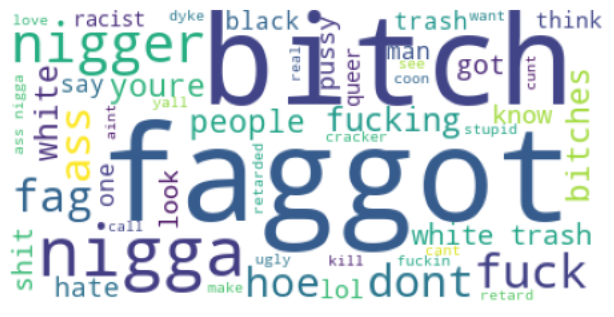 love racist dyke black trash want think
nigger bitch
real pussy queer man see coon got cunt
white say youre
ass nigga yall aint
ass people fucking know bitches
cracker stupid
fag one look faggot retarded
call white trash
shit nigga cant
hate ugly kill fuckin fuck
make hoe lol dont retard